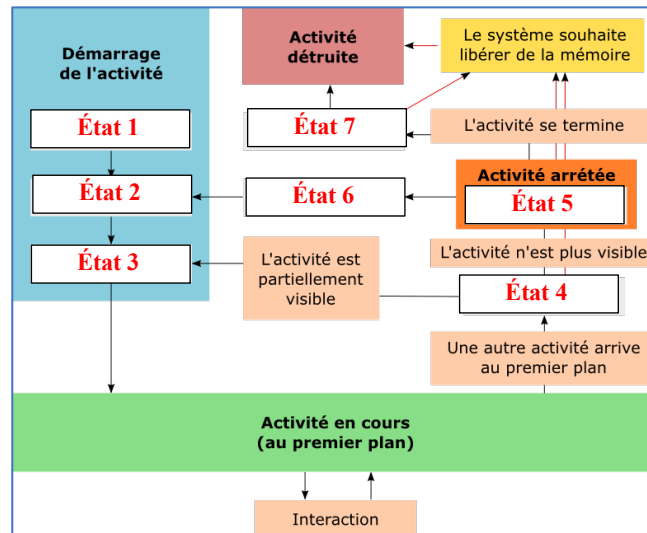 Démarrage
de l'activité
Activité
détruite
Le système souhaite
libérer de la mémoire
État 1
État 7
L'activité se termine
État 2
État 6
Activité arrétée
État 5
État 3
L'activité est
partiellement
visible
L'activité n'est plus visible
État 4
Une autre activité arrive
au premier plan
Activité en cours
(au premier plan)
Interaction